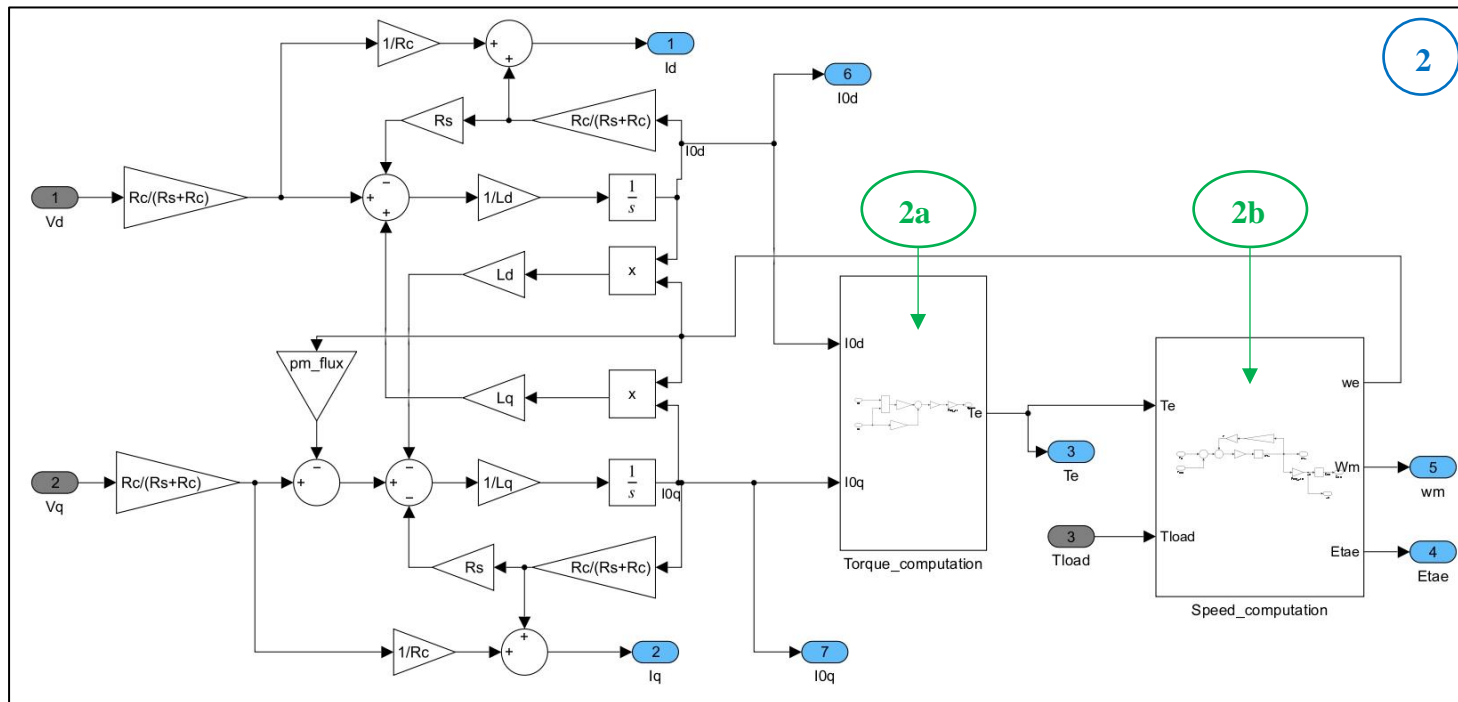 2
1/Rc
+
+
1
Id
6
I0d
Rs
Rc/(Rs+Rc)
I0d
1
Vd
Rc/(Rs+Rc)
−
+
+
1/Ld
1
s
2a
2b
Ld
x
pm_flux
Lq
x
I0d
I0q
Te
Torque_computation
we
Te
Wm
Tload
Etae
Speed_computation
3
Te
5
wm
3
Tload
4
Etae
2
Vq
Rc/(Rs+Rc)
−
+
−
+
−
1/Lq
1
s
I0q
Rs
Rc/(Rs+Rc)
1/Rc
+
+
2
Iq
7
I0q